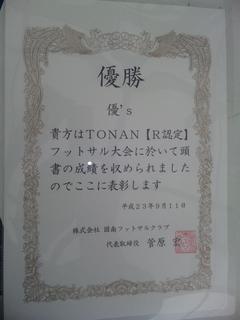 優勝
優's
貴方はTONAN【R認定】
フットサル大会に於いて頭
書の成績を収められました
のでここに表彰します
平成23年9月11日
株式会社 図南フットサルクラブ
代表取締役 菅原 宏